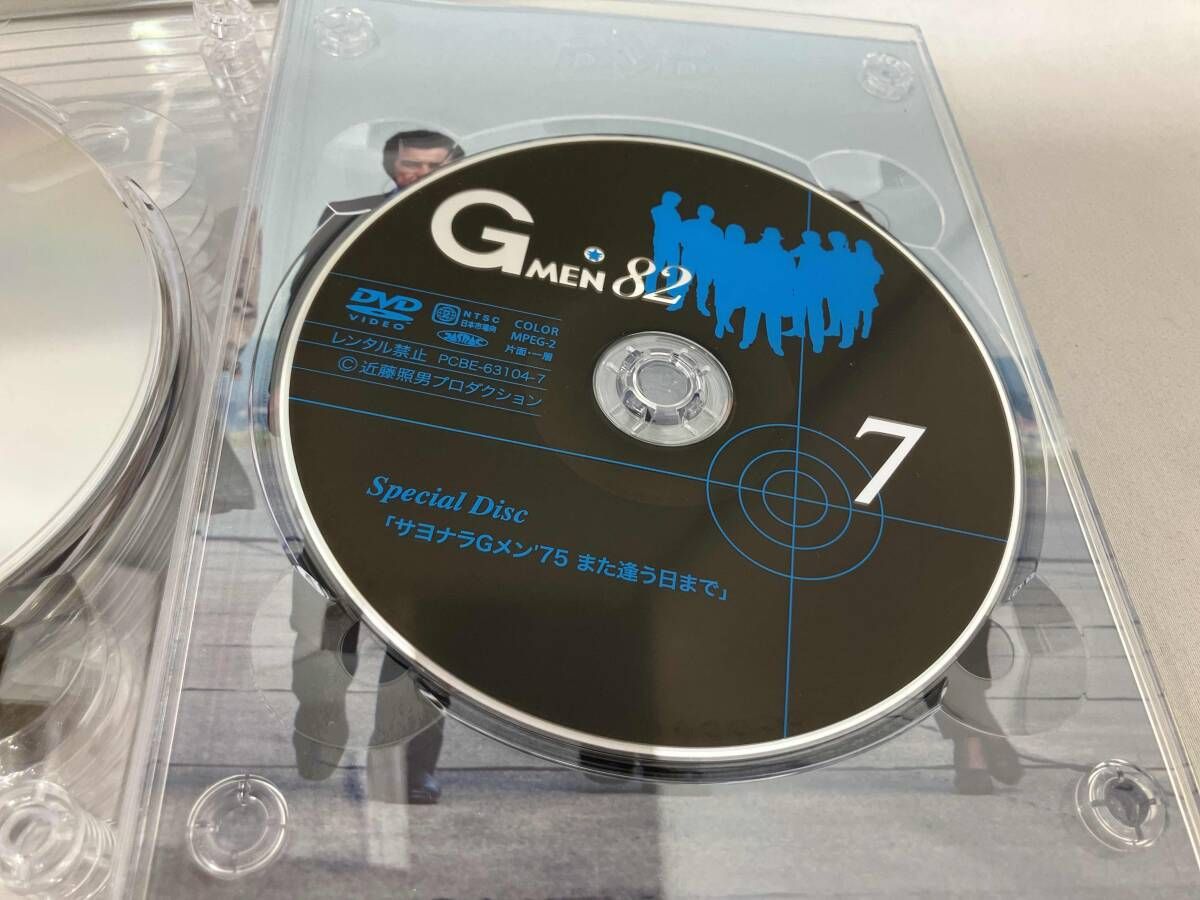 G MEN 82
DVD
VIDEO
NTSC
日本市場向
COLOR
MPEG-2
片面・一層
レンタル禁止 PCBE-63104-7
©近藤照男プロダクション
7
Special Disc
「サヨナラGメン'75 また逢う日まで」